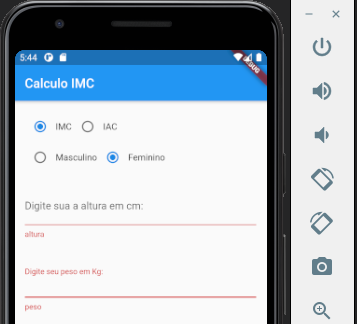 5:44
DEBUG
Calculo IMC
IMC IAC
Masculino Feminino
Digite sua a altura em cm:
altura
Digite seu peso em Kg:
peso